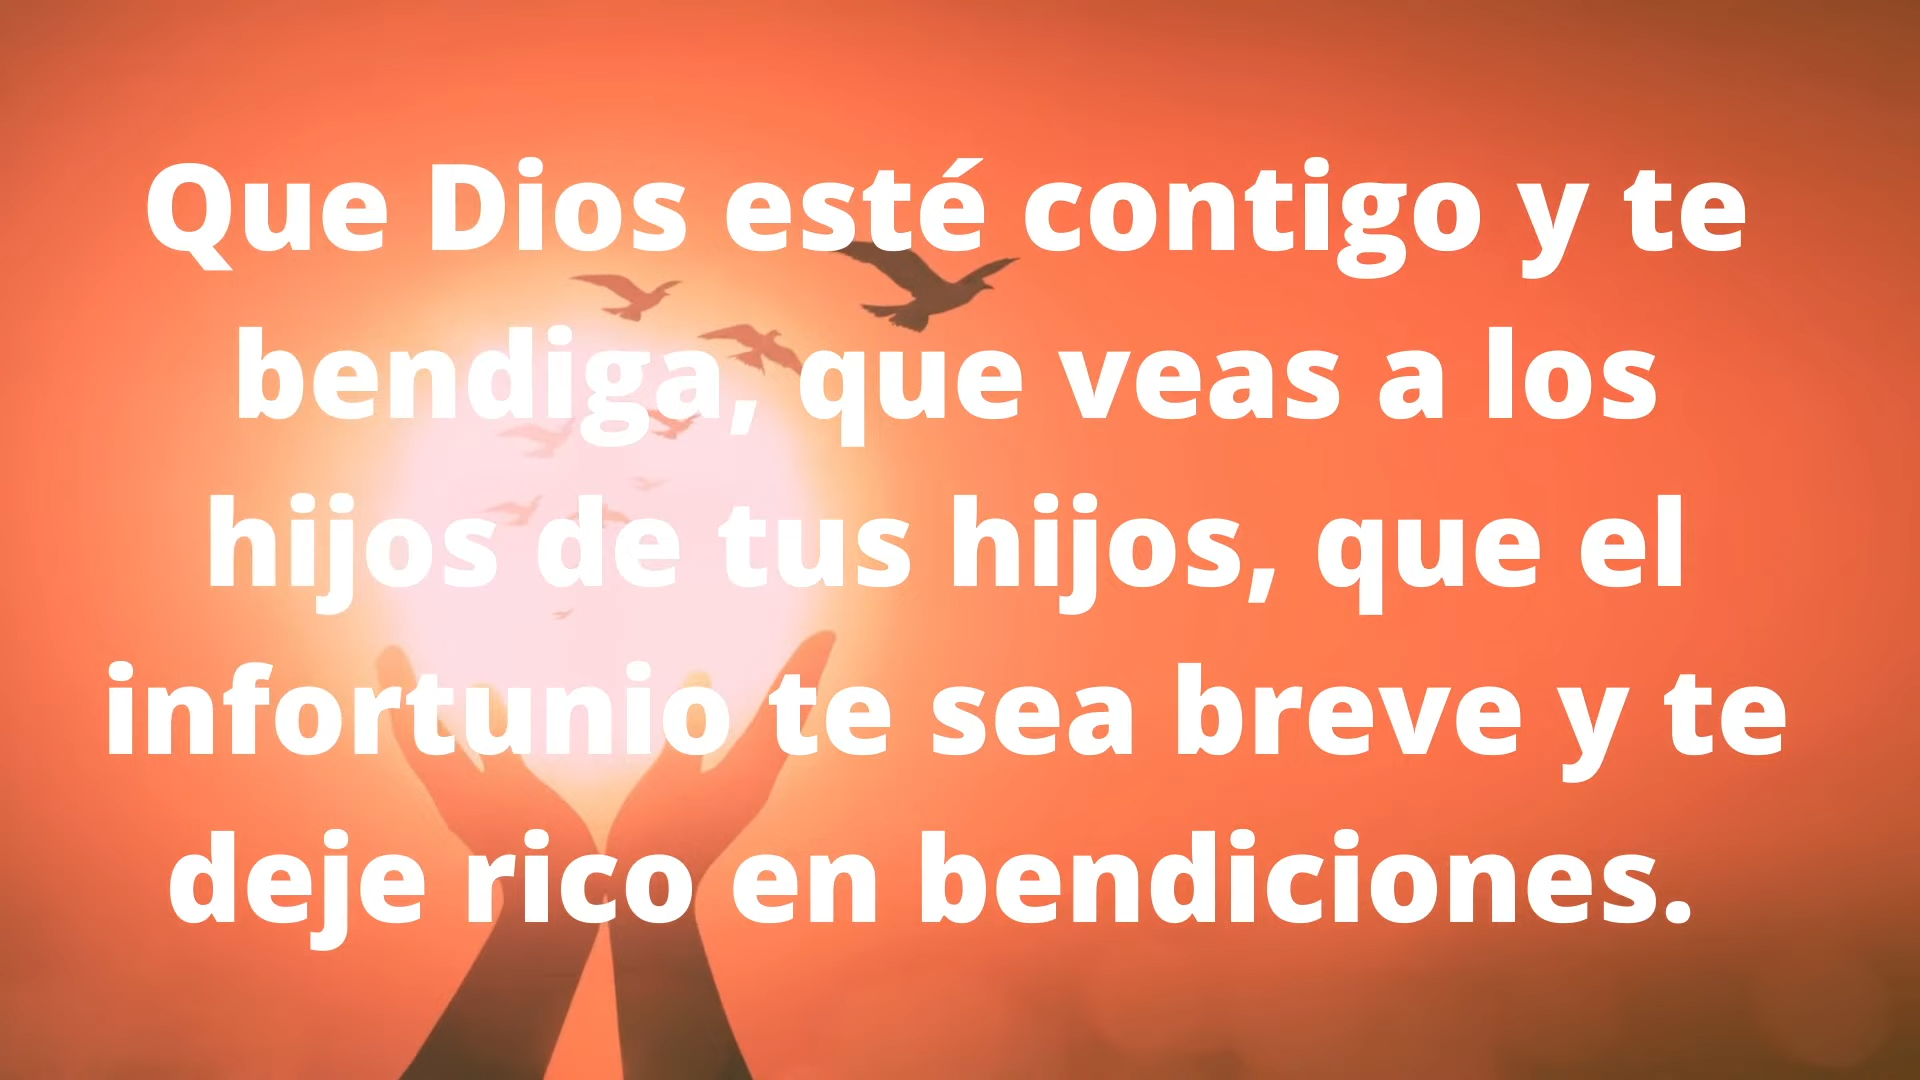 Que Dios esté contigo y te
bendiga, que veas a los
hijos de tus hijos, que el
infortunio te sea breve y te
deje rico en bendiciones.